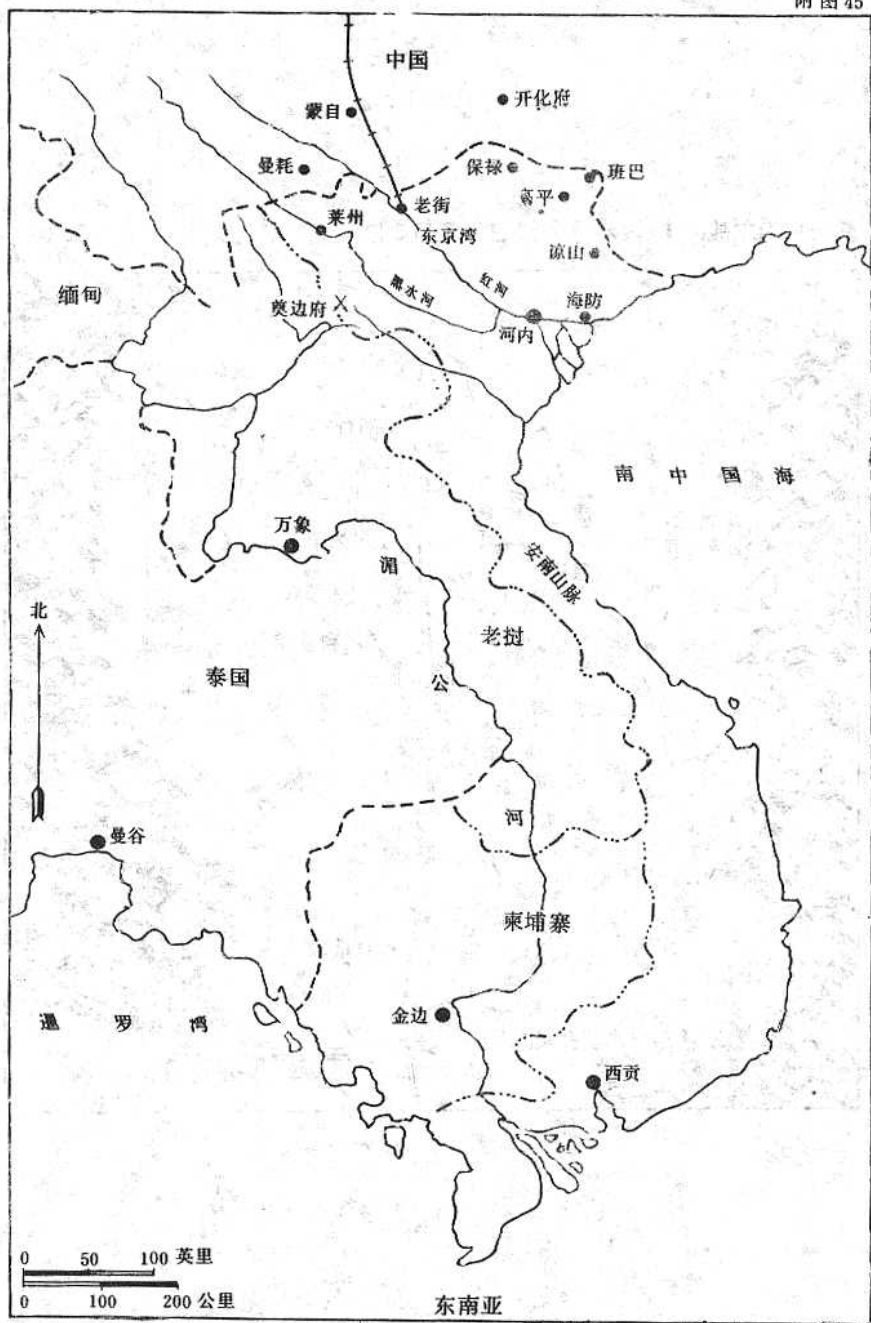 附图45
中国
开化府
蒙自
曼耗
保禄
班巴
高平
莱州
老街
东京湾
谅山
缅甸
黑水河
红河
奠边府
海防
河内
南中国海
万象
湄公河
安南山脉
老挝
北
泰国
曼谷
柬埔寨
暹罗湾
金边
西贡
0 50 100 英里
0 100 200 公里
东南亚